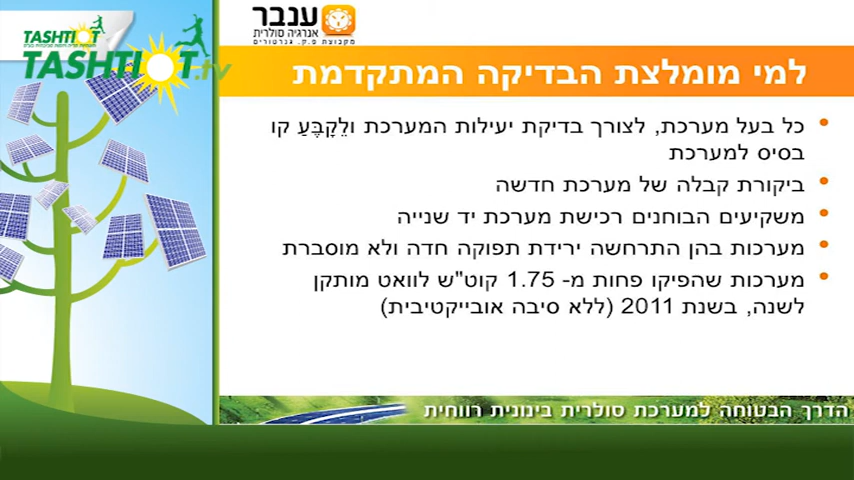 TASHTIOT
TASHTIOT.tv
ענבר
אנרגיה סולרית
מקבוצת פ.ק. גנרטורים
למי מומלצת הבדיקה המתקדמת
• כל בעל מערכת, לצורך בדיקת יעילות המערכת ולֵקָבֶּעַ קו
בסיס למערכת
• ביקורת קבלה של מערכת חדשה
• משקיעים הבוחנים רכישת מערכת יד שנייה
• מערכות בהן התרחשה ירידת תפוקה חדה ולא מוסברת
• מערכות שהפיקו פחות מ- 1.75 קוט"ש לוואט מותקן
לשנה, בשנת 2011 (ללא סיבה אובייקטיבית)
הדרך הבטוחה למערכת סולרית בינונית רווחית